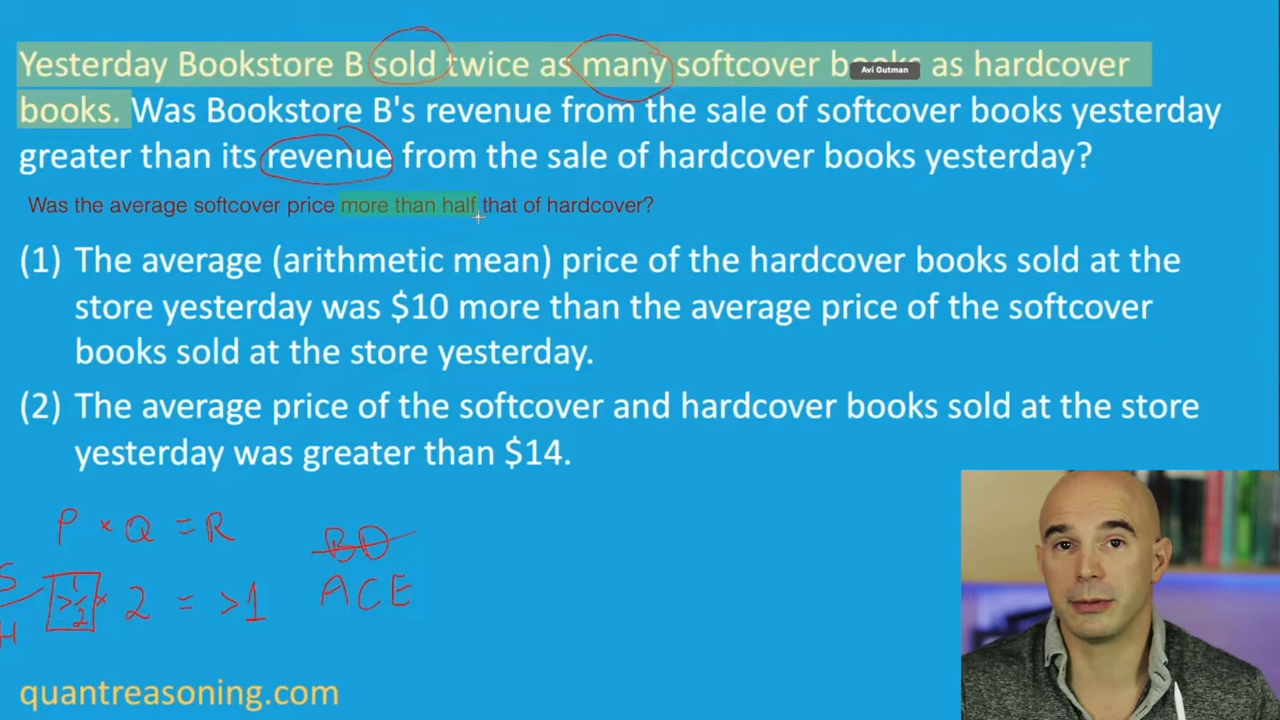 Yesterday Bookstore B sold twice as many softcover books as hardcover
Avi Gutman
books. Was Bookstore B's revenue from the sale of softcover books yesterday
greater than its revenue from the sale of hardcover books yesterday?
Was the average softcover price more than half that of hardcover?
(1) The average (arithmetic mean) price of the hardcover books sold at the
store yesterday was $10 more than the average price of the softcover
books sold at the store yesterday.
(2) The average price of the softcover and hardcover books sold at the store
yesterday was greater than $14.
P × Q = R
BD
S/H >1/2 × 2 = >1
ACE
quantreasoning.com